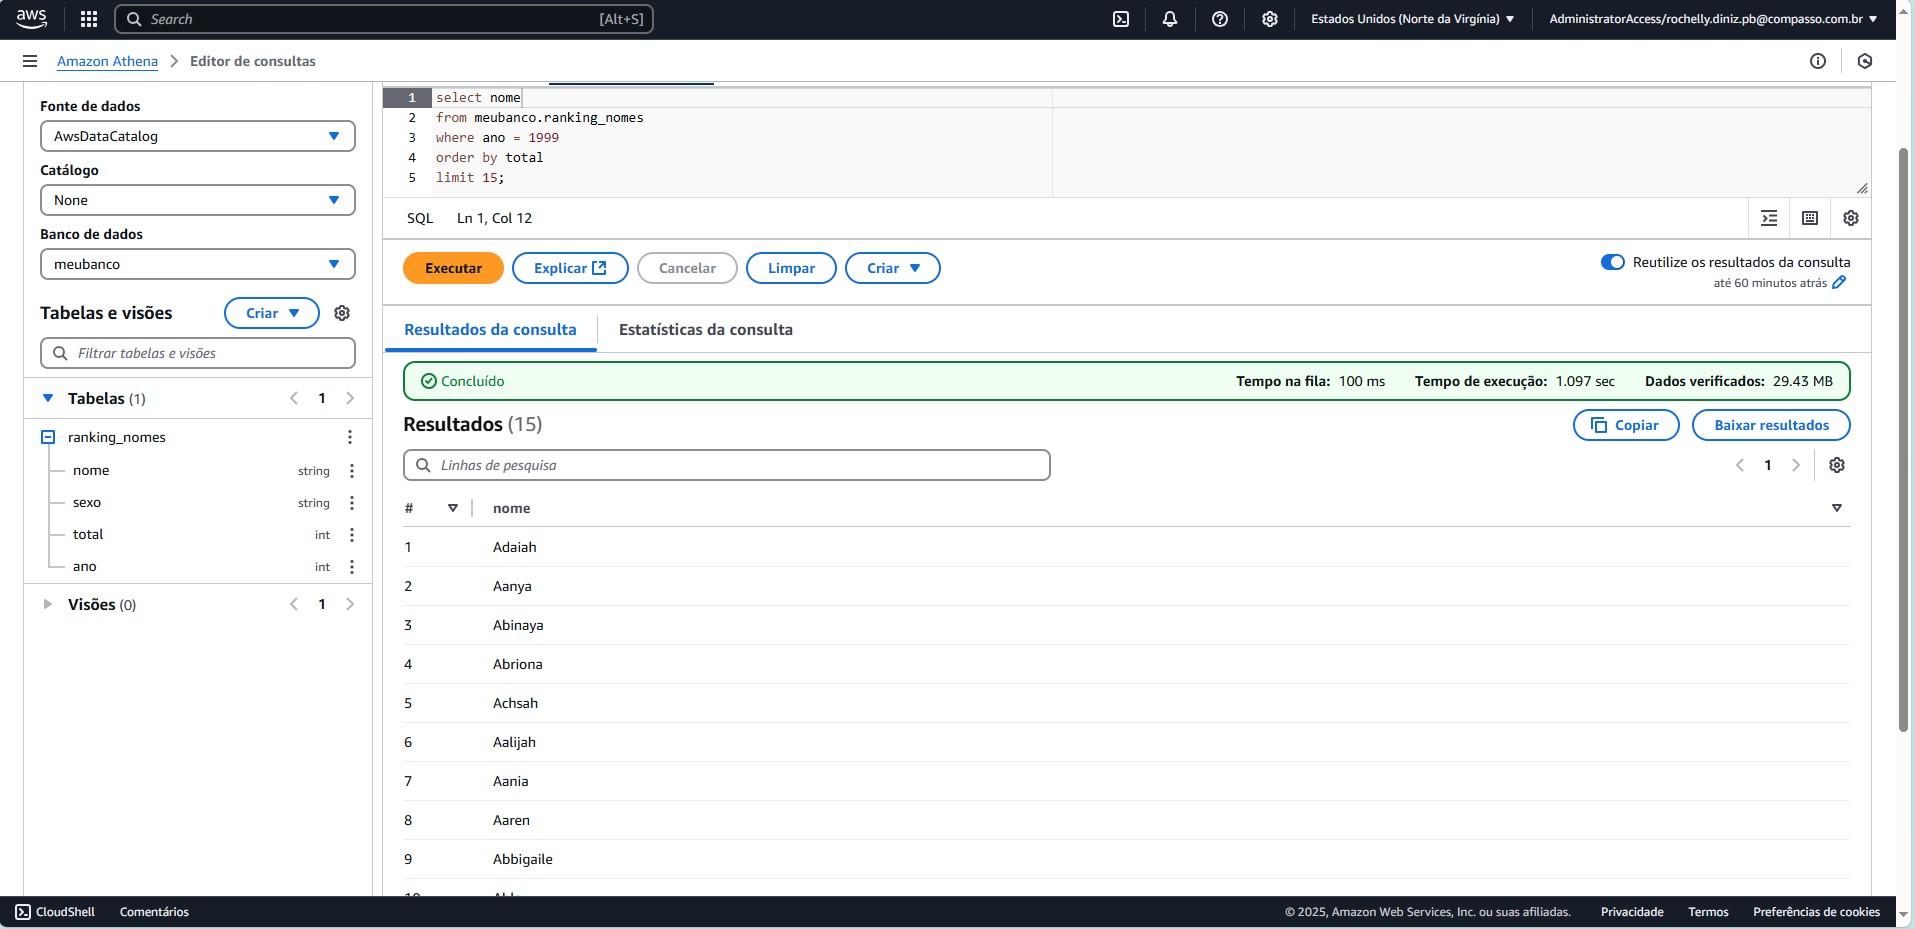 aws
Search [Alt+S]
Estados Unidos (Norte da Virgínia)
AdministratorAccess/rochelly.diniz.pb@compasso.com.br
Amazon Athena
Editor de consultas
Fonte de dados
AwsDataCatalog
Catálogo
None
Banco de dados
meubanco
Tabelas e visões
Criar
Filtrar tabelas e visões
Tabelas (1)
1
ranking_nomes
nome string
sexo string
total int
ano int
Visões (0)
1
1 select nome
2 from meubanco.ranking_nomes
3 where ano = 1999
4 order by total
5 limit 15;
SQL Ln 1, Col 12
Executar
Explicar
Cancelar
Limpar
Criar
Reutilize os resultados da consulta
até 60 minutos atrás
Resultados da consulta
Estatísticas da consulta
Concluído
Tempo na fila: 100 ms
Tempo de execução: 1.097 sec
Dados verificados: 29.43 MB
Resultados (15)
Copiar
Baixar resultados
Linhas de pesquisa
1
# nome
1 Adaiah
2 Aanya
3 Abinaya
4 Abriona
5 Achsah
6 Aalijah
7 Aania
8 Aaren
9 Abbigaile
CloudShell
Comentários
© 2025, Amazon Web Services, Inc. ou suas afiliadas.
Privacidade
Termos
Preferências de cookies